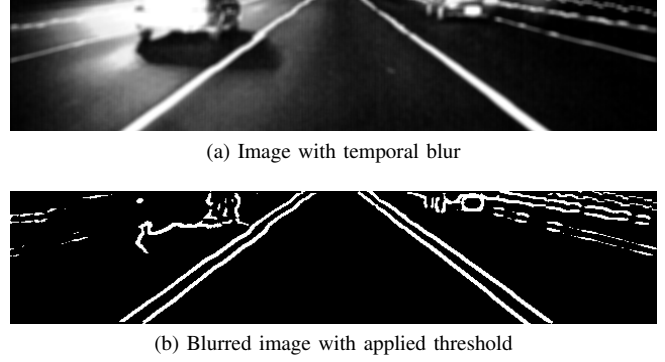 (a) Image with temporal blur
(b) Blurred image with applied threshold